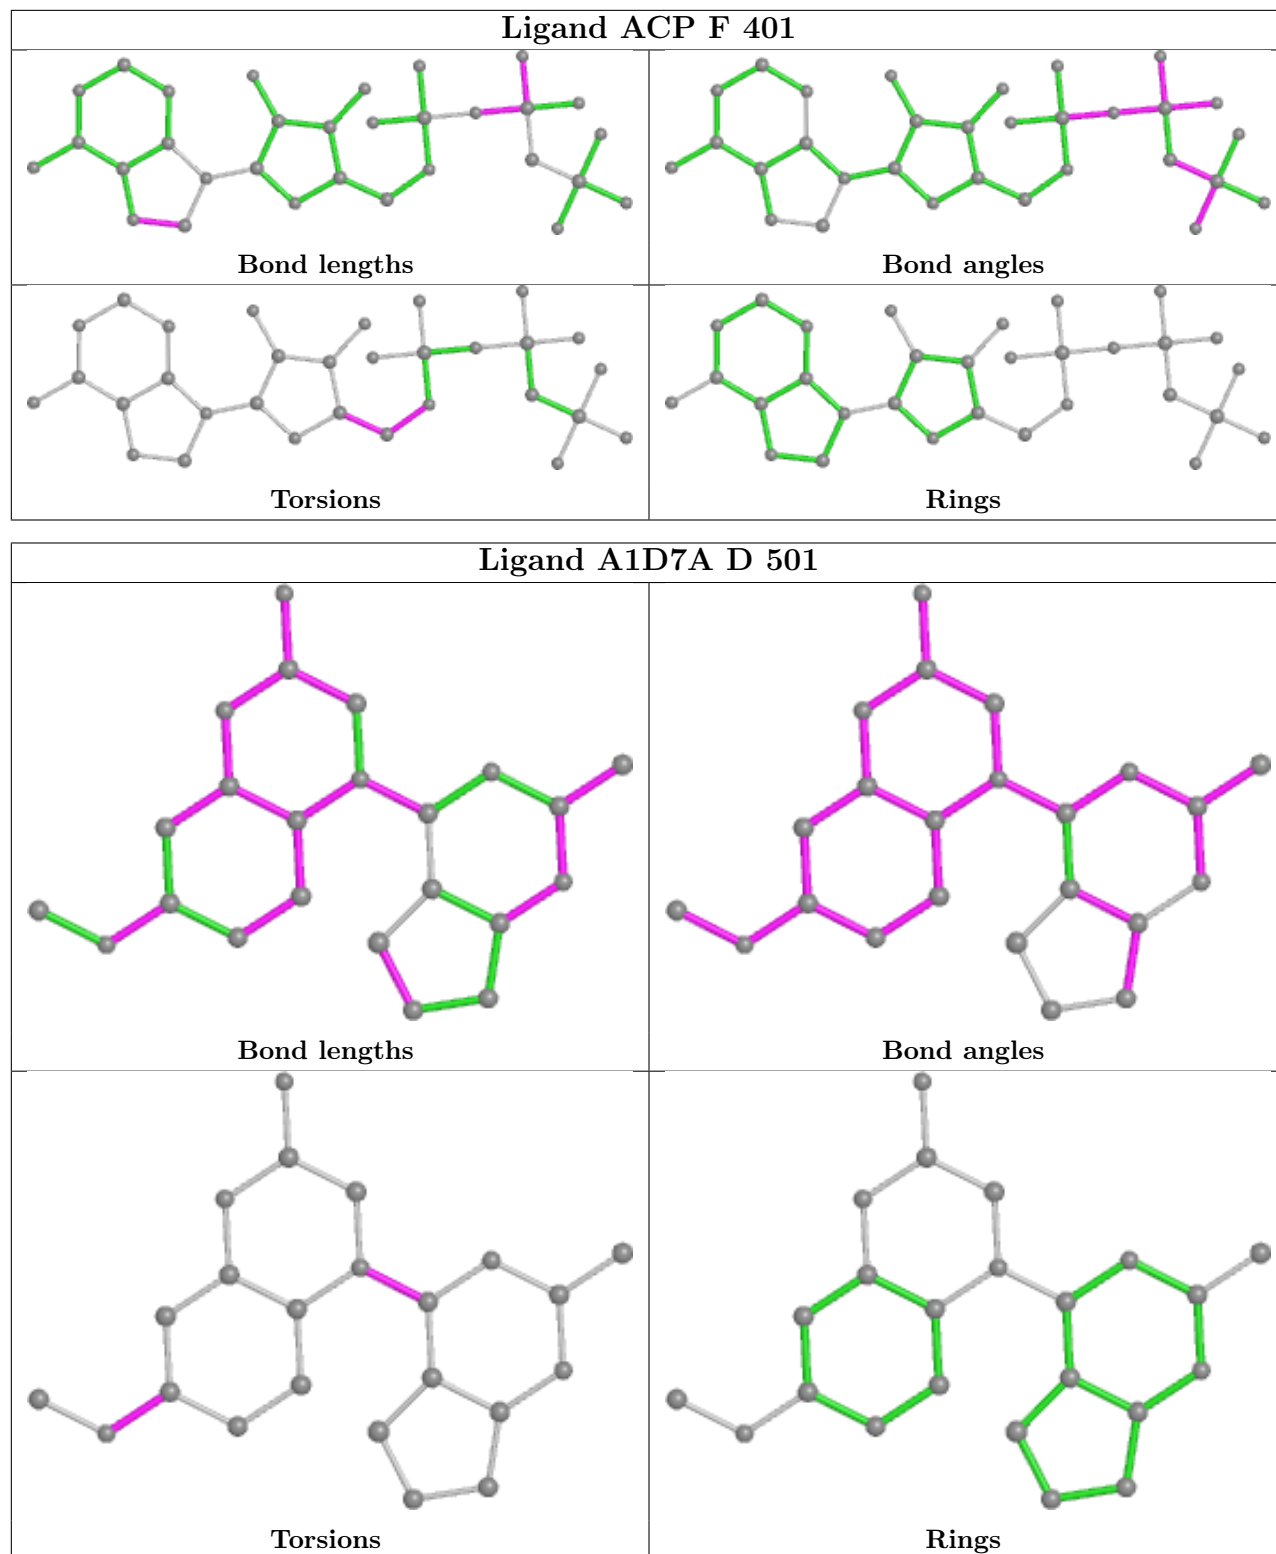 Ligand ACP F 401
Bond lengths
Bond angles
Torsions
Rings
Ligand A1D7A D 501
Bond lengths
Bond angles
Torsions
Rings